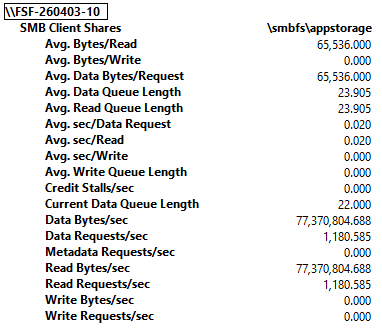 \\FSF-260403-10
SMB Client Shares \smbfs\appstorage
Avg. Bytes/Read 65,536.000
Avg. Bytes/Write 0.000
Avg. Data Bytes/Request 65,536.000
Avg. Data Queue Length 23.905
Avg. Read Queue Length 23.905
Avg. sec/Data Request 0.020
Avg. sec/Read 0.020
Avg. sec/Write 0.000
Avg. Write Queue Length 0.000
Credit Stalls/sec 0.000
Current Data Queue Length 22.000
Data Bytes/sec 77,370,804.688
Data Requests/sec 1,180.585
Metadata Requests/sec 0.000
Read Bytes/sec 77,370,804.688
Read Requests/sec 1,180.585
Write Bytes/sec 0.000
Write Requests/sec 0.000